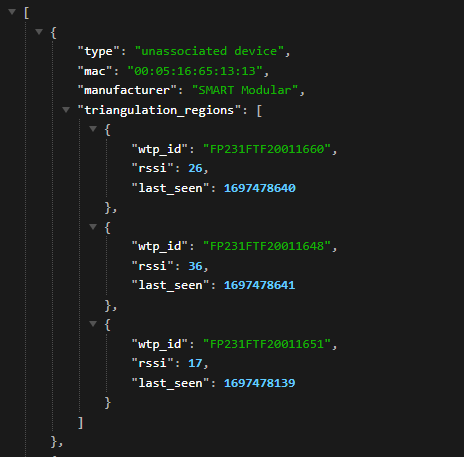 [
{
"type": "unassociated device",
"mac": "00:05:16:65:13:13",
"manufacturer": "SMART Modular",
"triangulation_regions": [
{
"wtp_id": "FP231FTF20011660",
"rssi": 26,
"last_seen": 1697478640
},
{
"wtp_id": "FP231FTF20011648",
"rssi": 36,
"last_seen": 1697478641
},
{
"wtp_id": "FP231FTF20011651",
"rssi": 17,
"last_seen": 1697478139
}
]
},